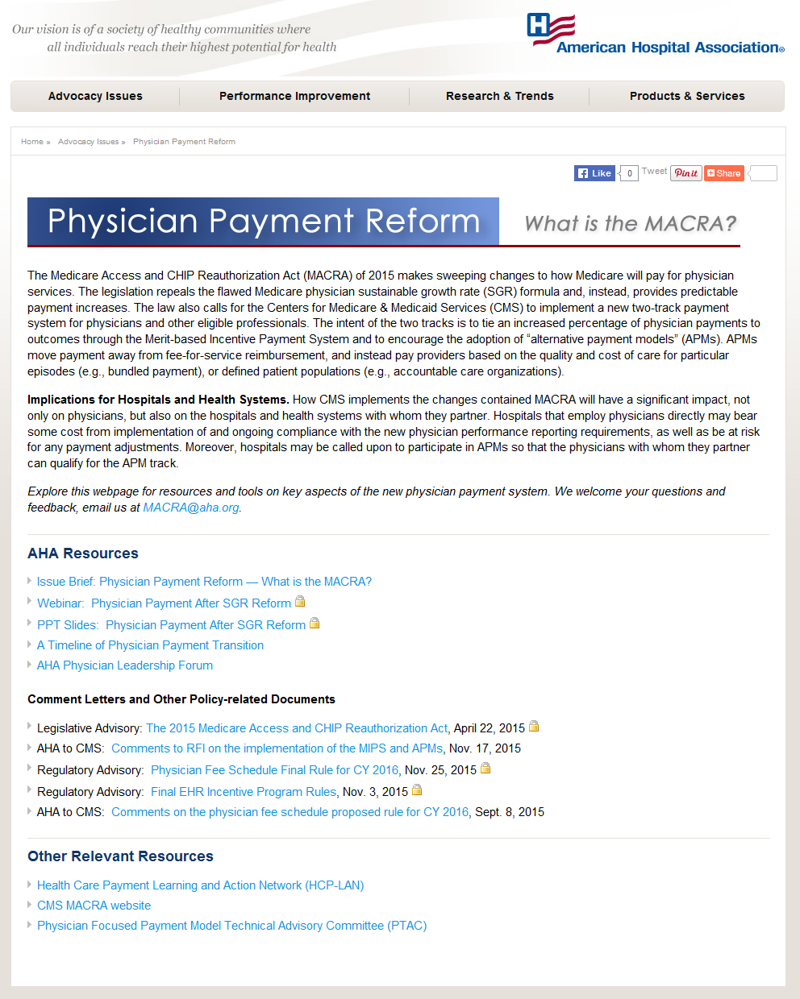 Our vision is of a society of healthy communities where
all individuals reach their highest potential for health
H
American Hospital Association®
Advocacy Issues
Performance Improvement
Research & Trends
Products & Services
Home » Advocacy Issues » Physician Payment Reform
Like 0 Tweet Pin it Share
Physician Payment Reform What is the MACRA?
The Medicare Access and CHIP Reauthorization Act (MACRA) of 2015 makes sweeping changes to how Medicare will pay for physician
services. The legislation repeals the flawed Medicare physician sustainable growth rate (SGR) formula and, instead, provides predictable
payment increases. The law also calls for the Centers for Medicare & Medicaid Services (CMS) to implement a new two-track payment
system for physicians and other eligible professionals. The intent of the two tracks is to tie an increased percentage of physician payments to
outcomes through the Merit-based Incentive Payment System and to encourage the adoption of “alternative payment models” (APMs). APMs
move payment away from fee-for-service reimbursement, and instead pay providers based on the quality and cost of care for particular
episodes (e.g., bundled payment), or defined patient populations (e.g., accountable care organizations).
Implications for Hospitals and Health Systems. How CMS implements the changes contained MACRA will have a significant impact, not
only on physicians, but also on the hospitals and health systems with whom they partner. Hospitals that employ physicians directly may bear
some cost from implementation of and ongoing compliance with the new physician performance reporting requirements, as well as be at risk
for any payment adjustments. Moreover, hospitals may be called upon to participate in APMs so that the physicians with whom they partner
can qualify for the APM track.
Explore this webpage for resources and tools on key aspects of the new physician payment system. We welcome your questions and
feedback, email us at MACRA@aha.org.
AHA Resources
Issue Brief: Physician Payment Reform — What is the MACRA?
Webinar: Physician Payment After SGR Reform
PPT Slides: Physician Payment After SGR Reform
A Timeline of Physician Payment Transition
AHA Physician Leadership Forum
Comment Letters and Other Policy-related Documents
Legislative Advisory: The 2015 Medicare Access and CHIP Reauthorization Act, April 22, 2015
AHA to CMS: Comments to RFI on the implementation of the MIPS and APMs, Nov. 17, 2015
Regulatory Advisory: Physician Fee Schedule Final Rule for CY 2016, Nov. 25, 2015
Regulatory Advisory: Final EHR Incentive Program Rules, Nov. 3, 2015
AHA to CMS: Comments on the physician fee schedule proposed rule for CY 2016, Sept. 8, 2015
Other Relevant Resources
Health Care Payment Learning and Action Network (HCP-LAN)
CMS MACRA website
Physician Focused Payment Model Technical Advisory Committee (PTAC)